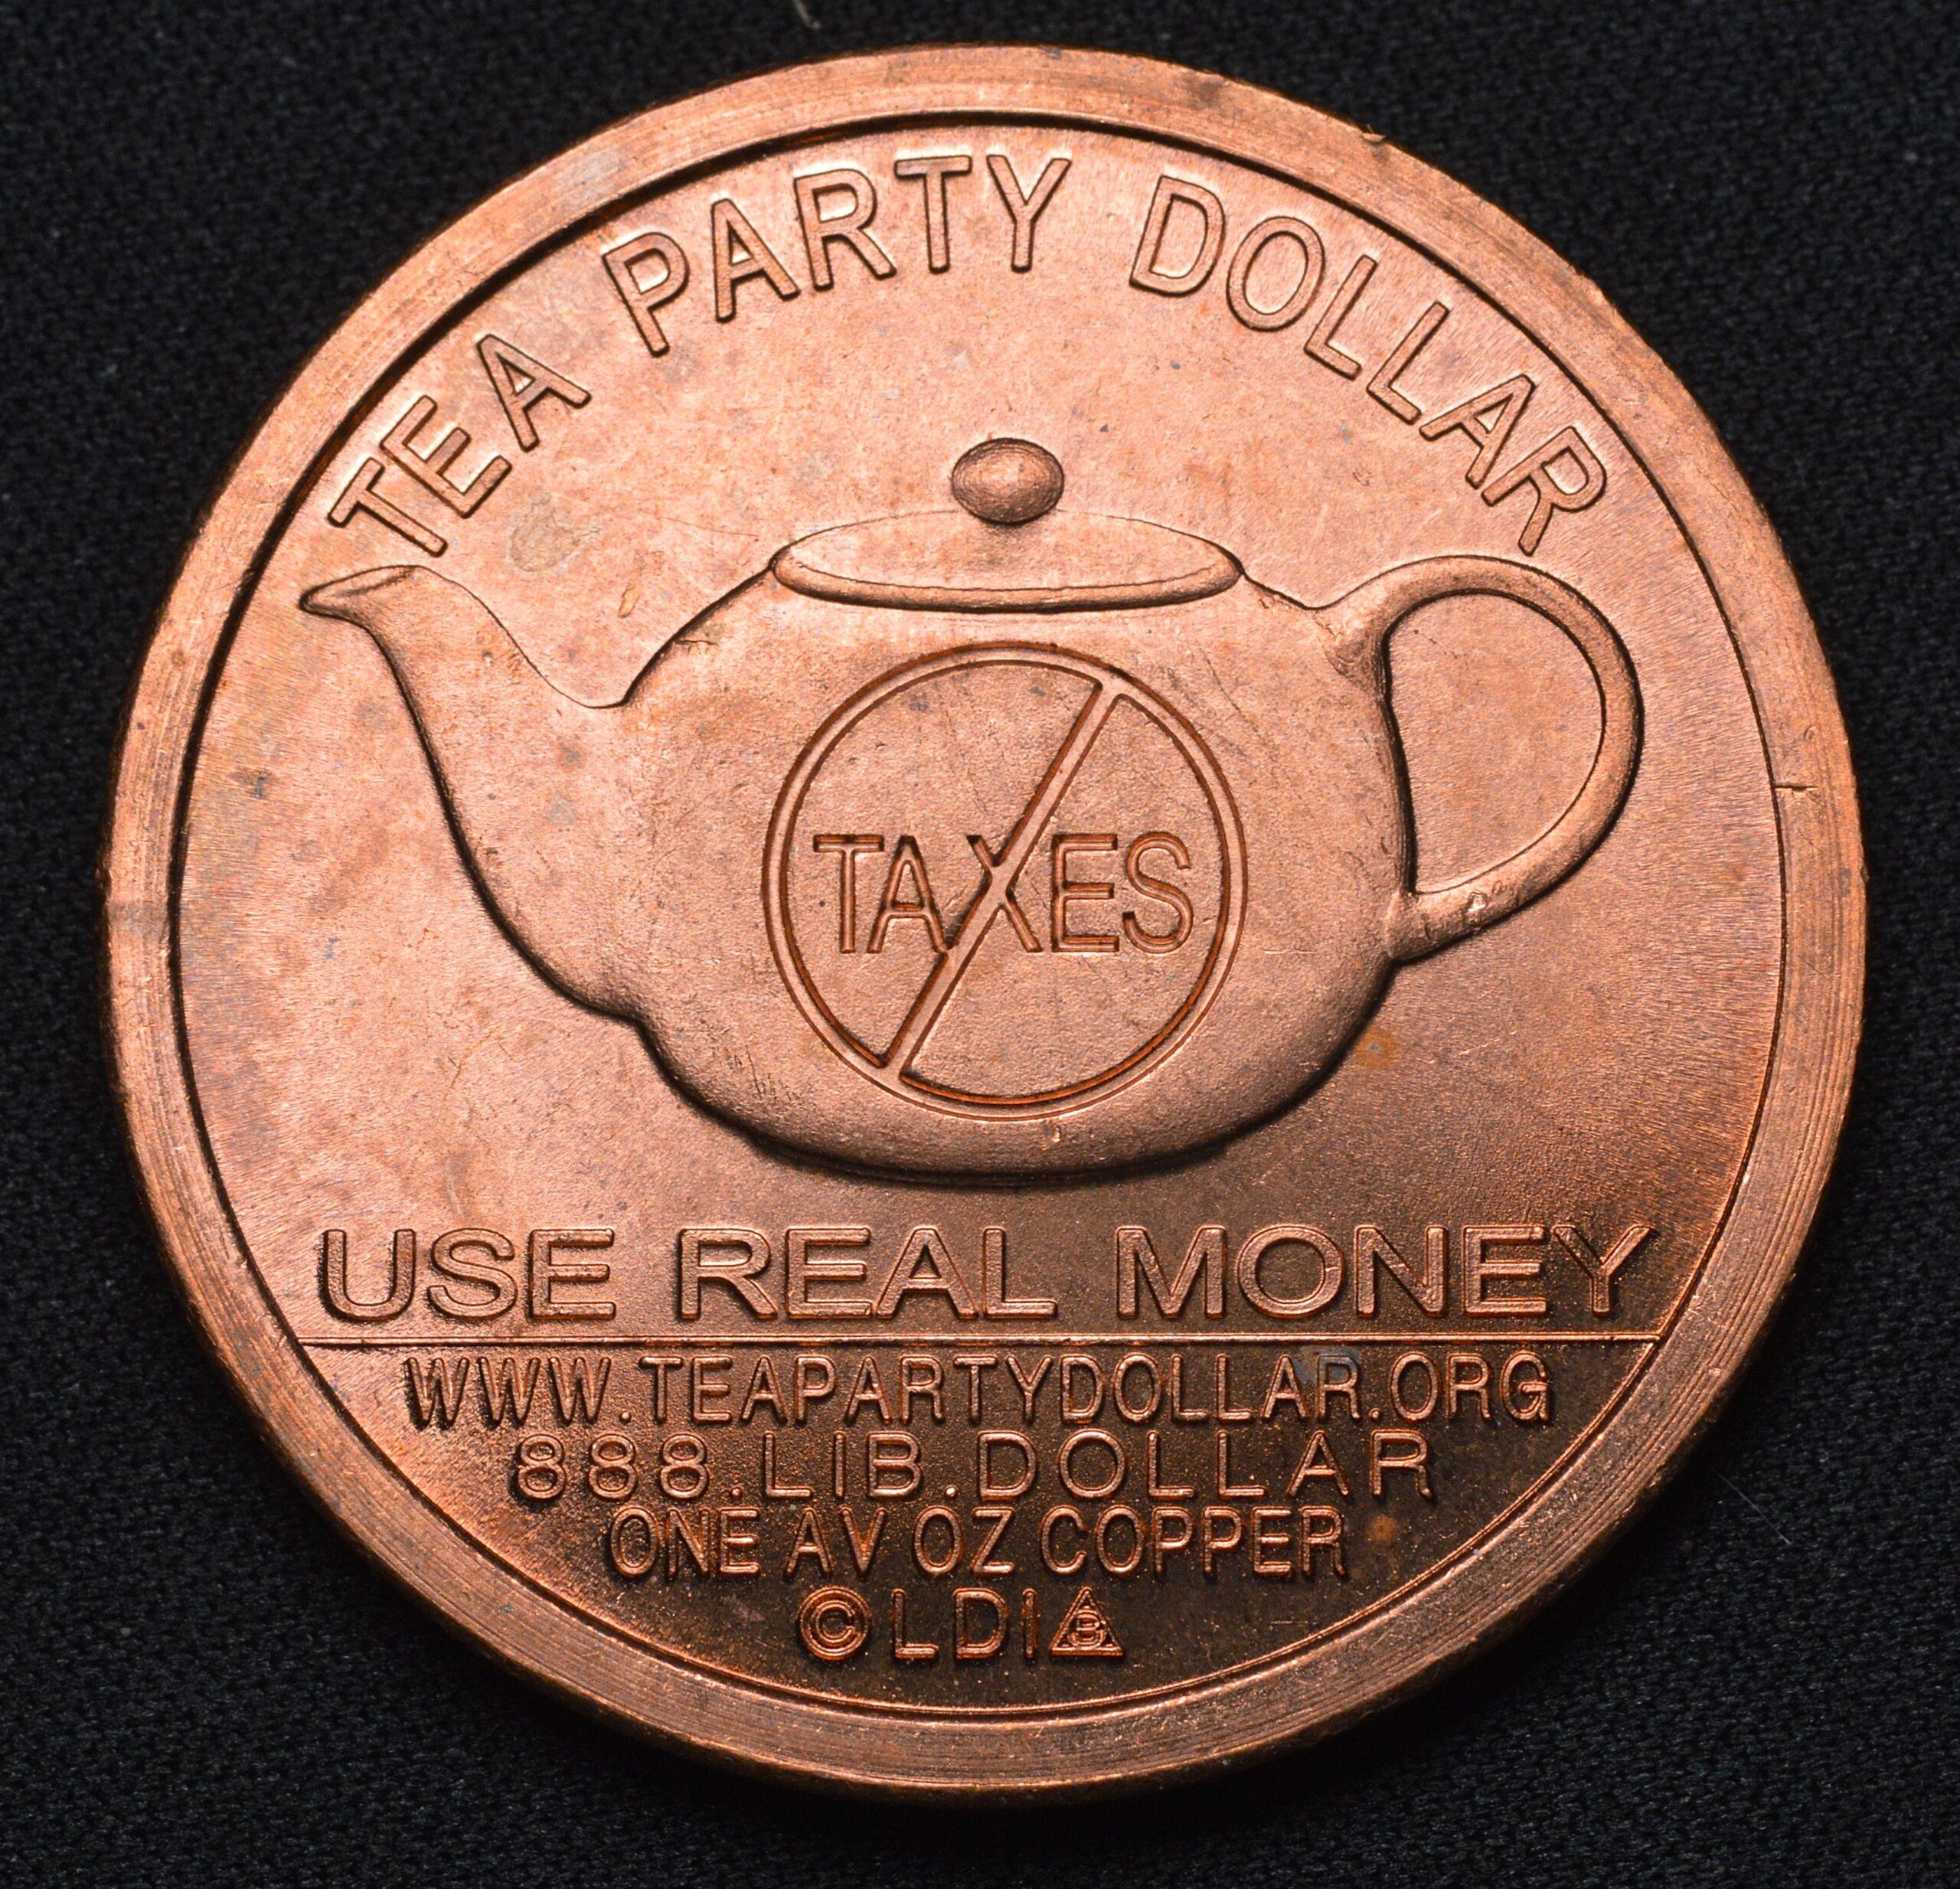 TEA PARTY DOLLAR
TAXES
USE REAL MONEY
WWW.TEAPARTYDOLLAR.ORG
888.LIB.DOLLAR
ONE AV OZ COPPER
©LDI B